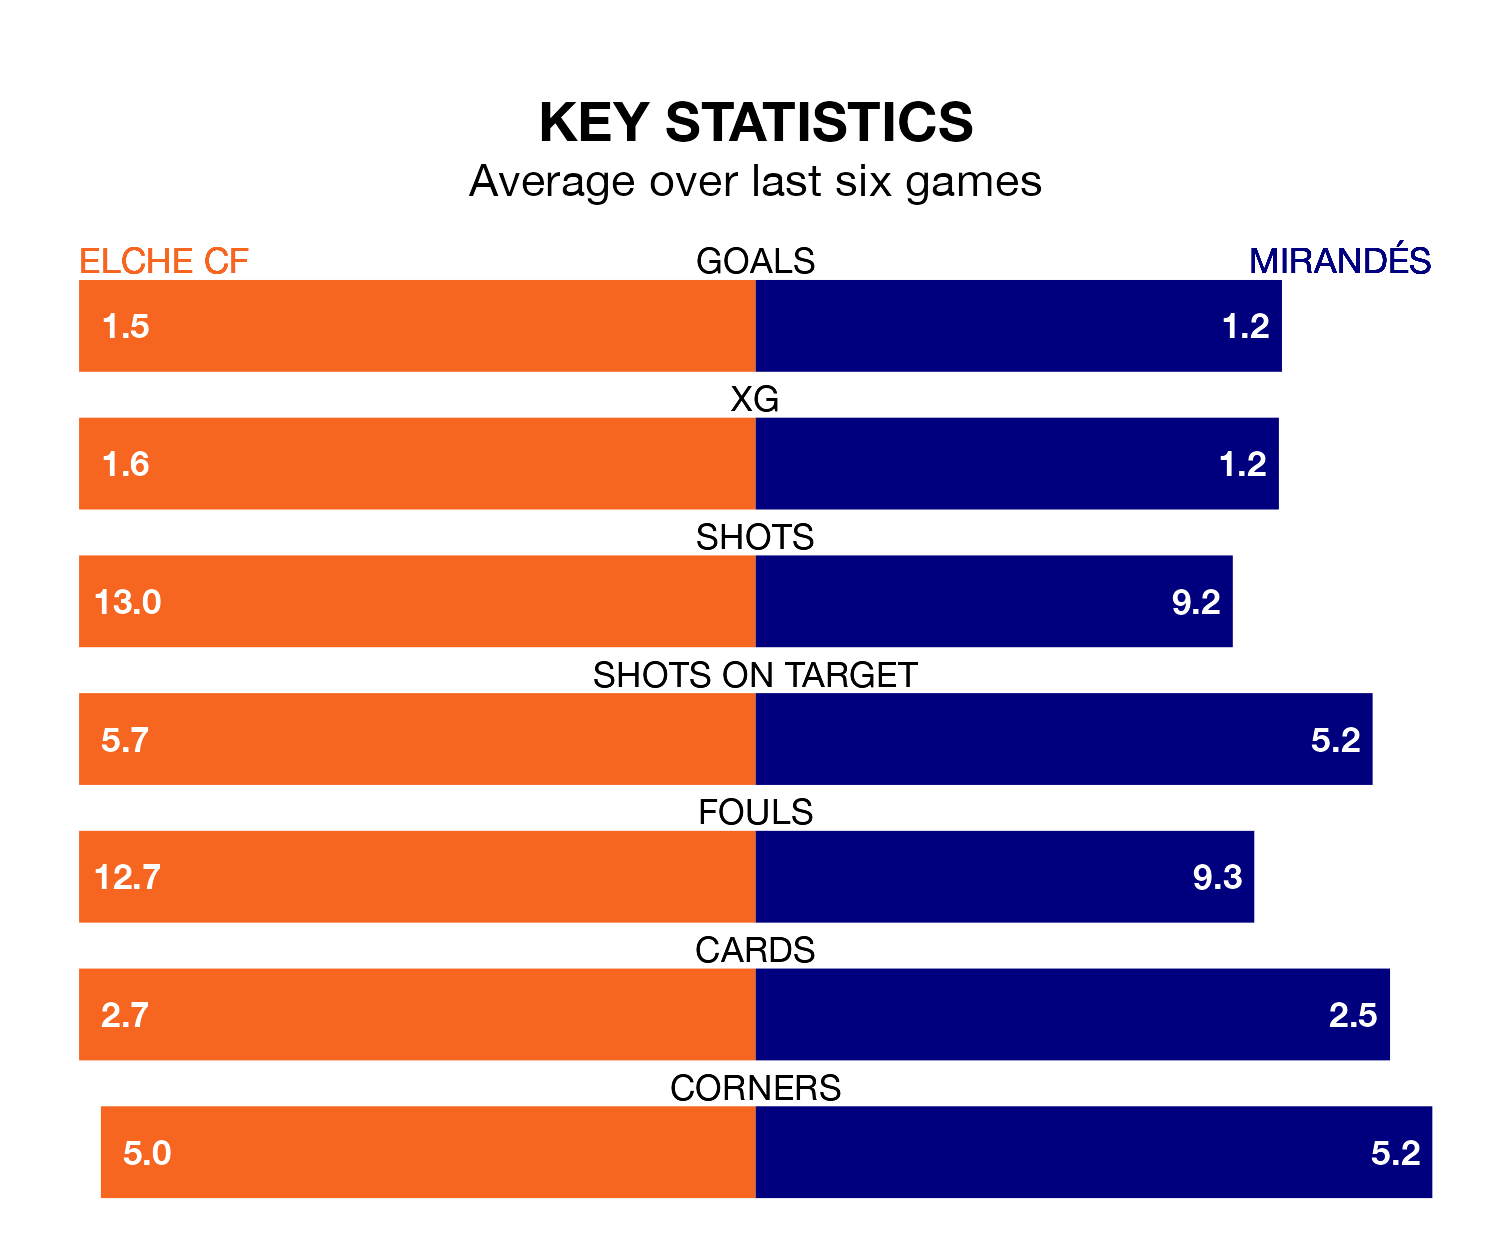 KEY STATISTICS
Average over last six games
ELCHE CF GOALS MIRANDÉS
1.5 1.2
XG
1.6 1.2
SHOTS
13.0 9.2
SHOTS ON TARGET
5.7 5.2
FOULS
12.7 9.3
CARDS
2.7 2.5
CORNERS
5.0 5.2